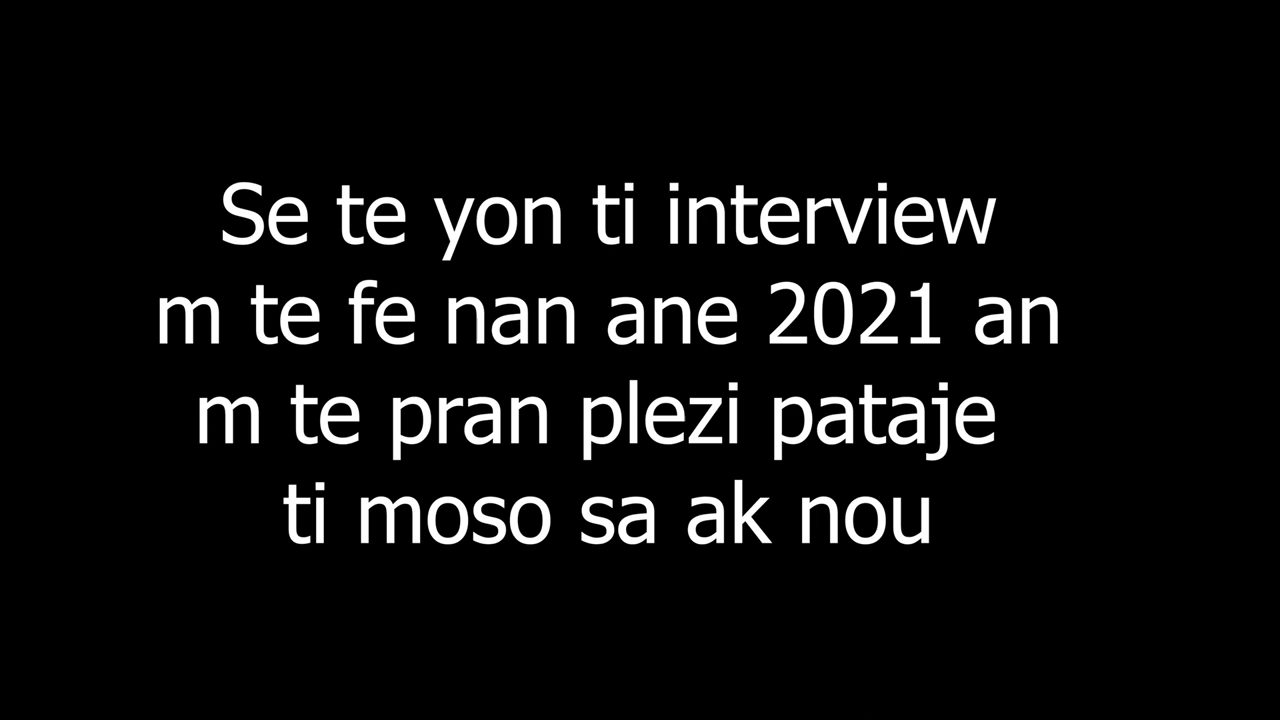 Se te yon ti interview
m te fe nan ane 2021 an
m te pran plezi pataje
ti moso sa ak nou